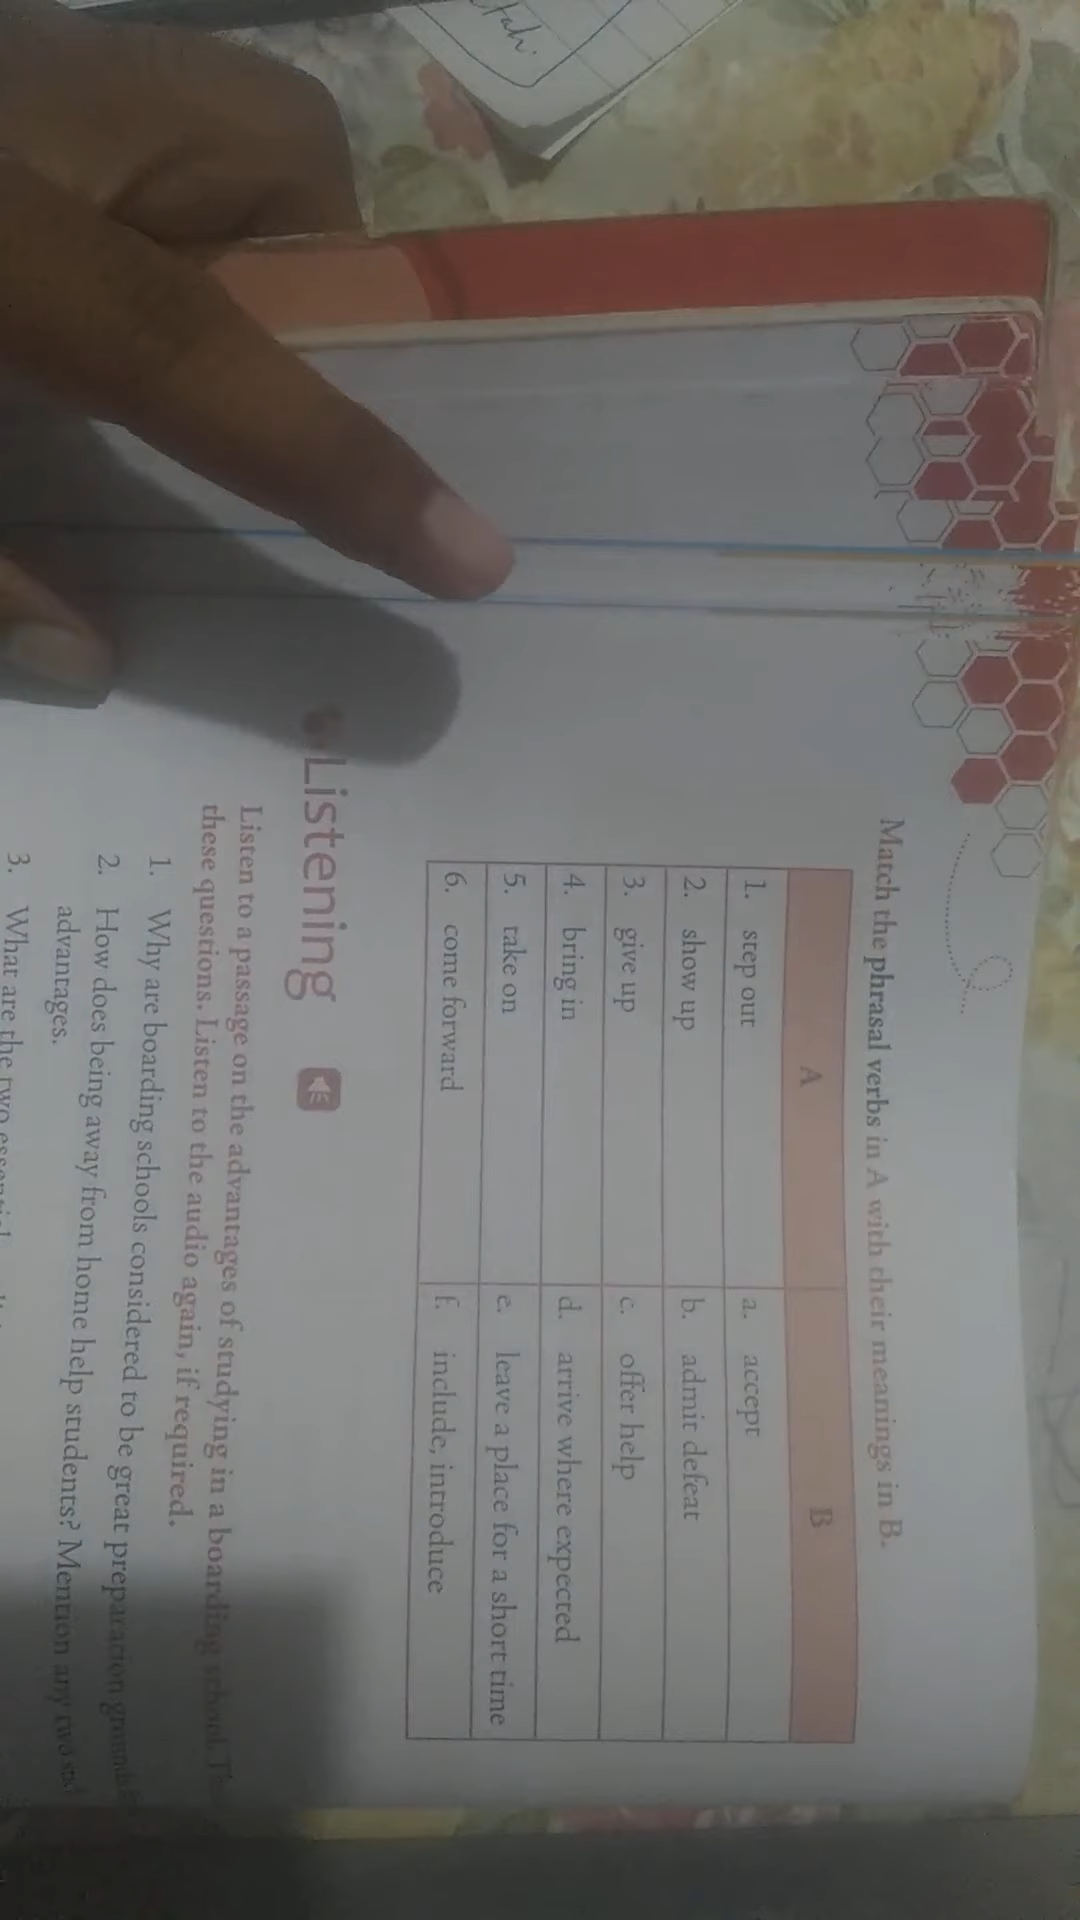 Match the phrasal verbs in A with their meanings in B.
A B
1. step out a. accept
2. show up b. admit defeat
3. give up c. offer help
4. bring in d. arrive where expected
5. take on e. leave a place for a short time
6. come forward f. include, introduce
Listening
Listen to a passage on the advantages of studying in a boarding school.
these questions. Listen to the audio again, if required.
1. Why are boarding schools considered to be great preparation
2. How does being away from home help students? Mention any two
advantages.
3. What are the two